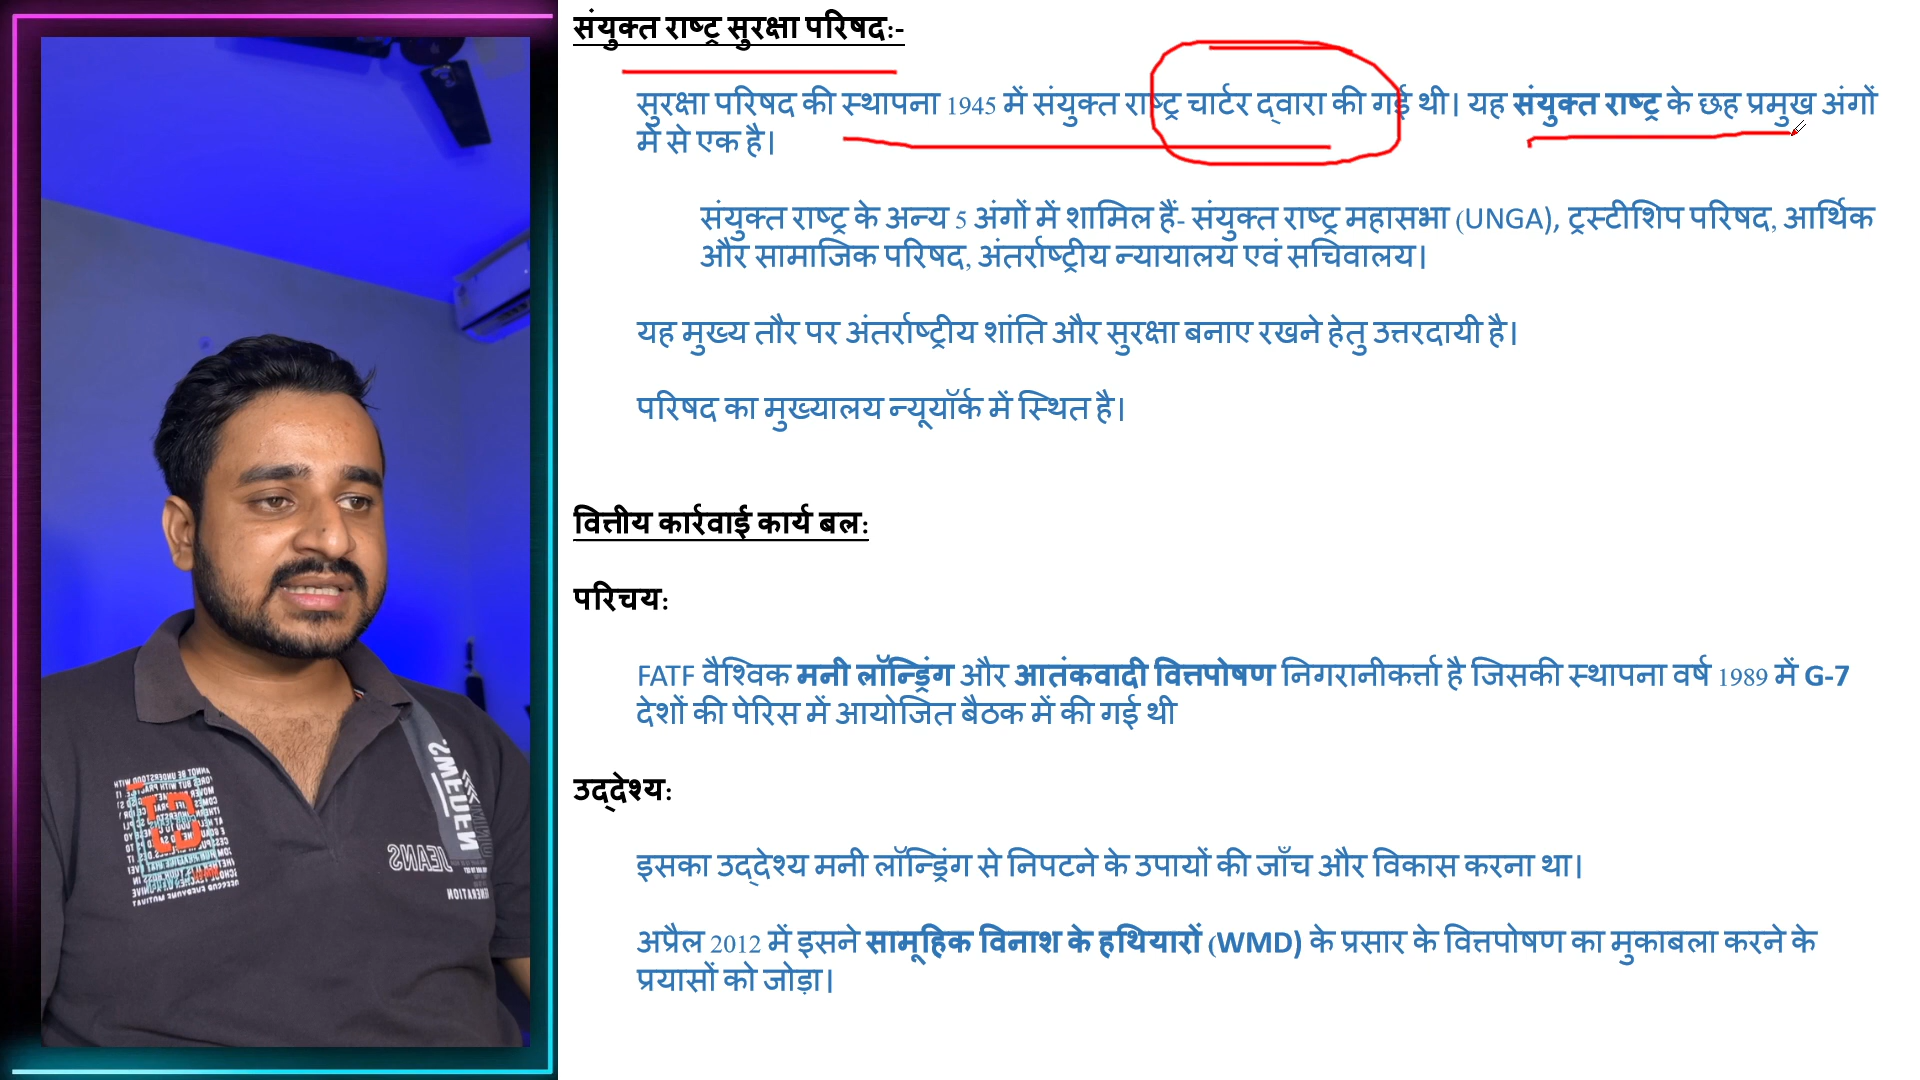 संयुक्त राष्ट्र सुरक्षा परिषद:-
सुरक्षा परिषद की स्थापना 1945 में संयुक्त राष्ट्र चार्टर द्वारा की गई थी। यह संयुक्त राष्ट्र के छह प्रमुख अंगों
में से एक है।
संयुक्त राष्ट्र के अन्य 5 अंगों में शामिल हैं- संयुक्त राष्ट्र महासभा (UNGA), ट्रस्टीशिप परिषद, आर्थिक
और सामाजिक परिषद, अंतर्राष्ट्रीय न्यायालय एवं सचिवालय।
यह मुख्य तौर पर अंतर्राष्ट्रीय शांति और सुरक्षा बनाए रखने हेतु उत्तरदायी है।
परिषद का मुख्यालय न्यूयॉर्क में स्थित है।
वित्तीय कार्रवाई कार्य बल:
परिचय:
FATF वैश्विक मनी लॉन्ड्रिंग और आतंकवादी वित्तपोषण निगरानीकर्त्ता है जिसकी स्थापना वर्ष 1989 में G-7
देशों की पेरिस में आयोजित बैठक में की गई थी
उद्देश्य:
इसका उद्देश्य मनी लॉन्ड्रिंग से निपटने के उपायों की जाँच और विकास करना था।
अप्रैल 2012 में इसने सामूहिक विनाश के हथियारों (WMD) के प्रसार के वित्तपोषण का मुकाबला करने के
प्रयासों को जोड़ा।
JEANS